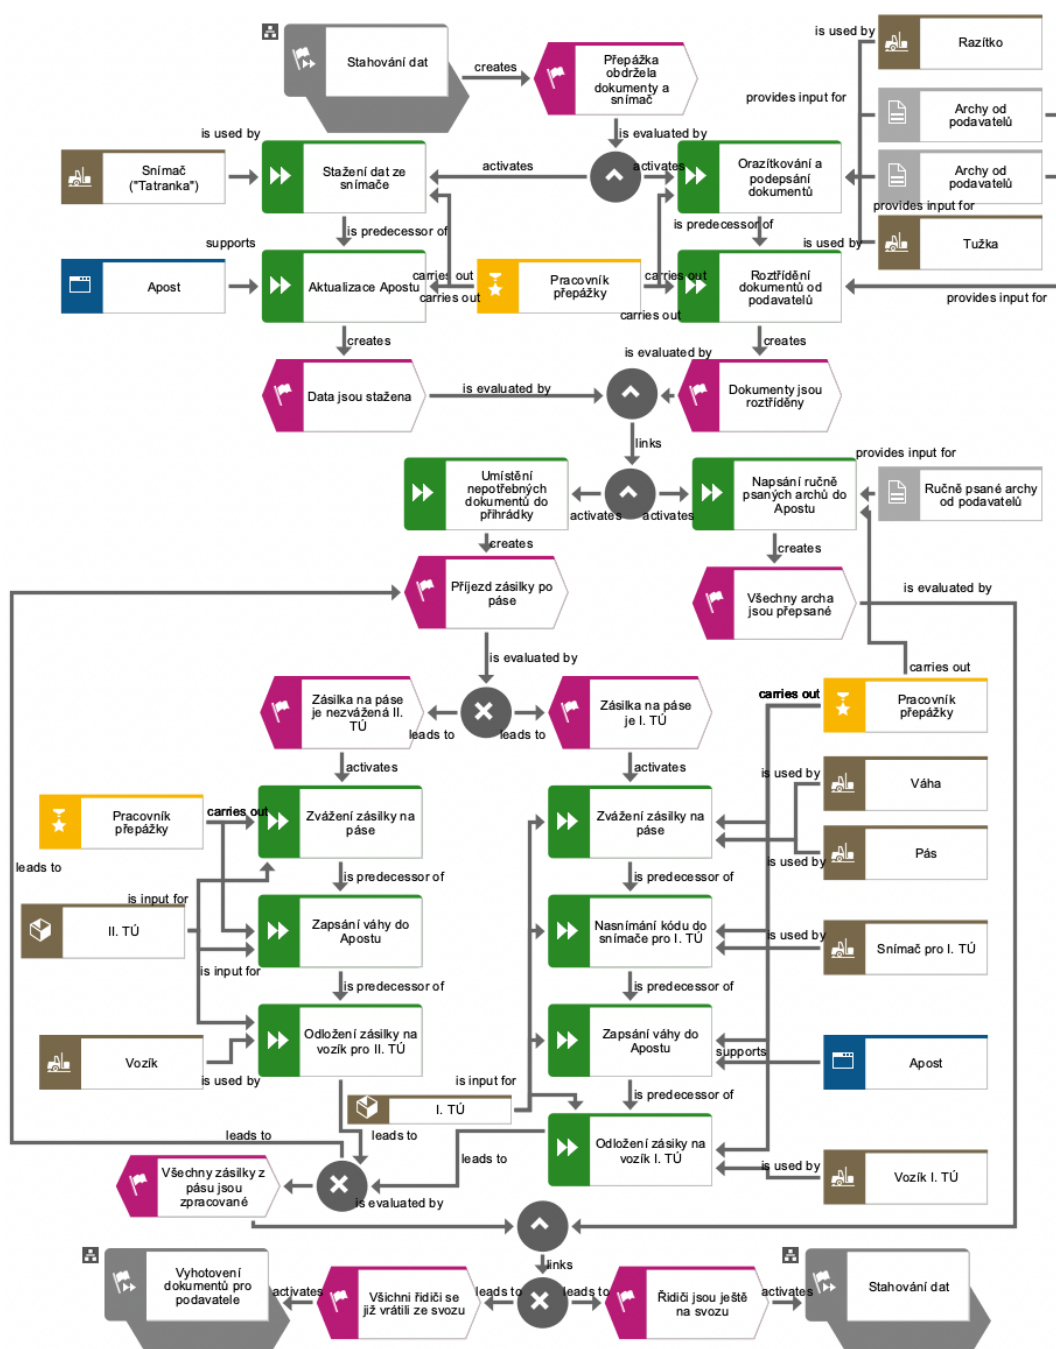 Stahování dat
creates
Přepážka
obdržela
dokumenty a
snímač
is used by
Razítko
provides input for
Archy od
podavatelů
is used by
is evaluated by
Snímač
("Tatranka")
Stažení dat ze
snímače
activates
activates
Orazítkování a
podepsání
dokumentů
Archy od
podavatelů
provides input for
is predecessor of
is predecessor of
supports
is used by
Tužka
Apost
Aktualizace Apostu
carries out
carries out
Pracovník
přepážky
carries out
carries out
Roztřídění
dokumentů od
podavatelů
provides input for
creates
creates
is evaluated by
Data jsou stažena
is evaluated by
Dokumenty jsou
roztříděny
links
provides input for
Umístění
nepotřebných
dokumentů do
přihrádky
activates
activates
Napsání ručně
psaných archů do
Apostu
Ručně psané archy
od podavatelů
creates
creates
Příjezd zásilky po
páse
Všechny archa
jsou přepsané
is evaluated by
is evaluated by
carries out
Zásilka na páse
je nezvážená II.
TÚ
leads to
leads to
Zásilka na páse
je I. TÚ
carries out
Pracovník
přepážky
activates
activates
is used by
Váha
Pracovník
přepážky
carries out
Zvážení zásilky na
páse
Zvážení zásilky na
páse
is used by
Pás
leads to
is predecessor of
is predecessor of
is input for
II. TÚ
Zapsání váhy do
Apostu
Nasnímání kódu do
snímače pro I. TÚ
is used by
Snímač pro I. TÚ
is input for
is predecessor of
is predecessor of
Odložení zásilky na
vozík pro II. TÚ
Zapsání váhy do
Apostu
supports
Apost
Vozík
is used by
is input for
is predecessor of
I. TÚ
leads to
leads to
leads to
Odložení zásiky na
vozík I. TÚ
is used by
Vozík I. TÚ
Všechny zásilky z
pásu jsou
zpracované
is evaluated by
links
Vyhotovení
dokumentů pro
podavatele
activates
Všichni řidiči se
již vrátili ze svozu
leads to
leads to
Řidiči jsou ještě
na svozu
activates
Stahování dat